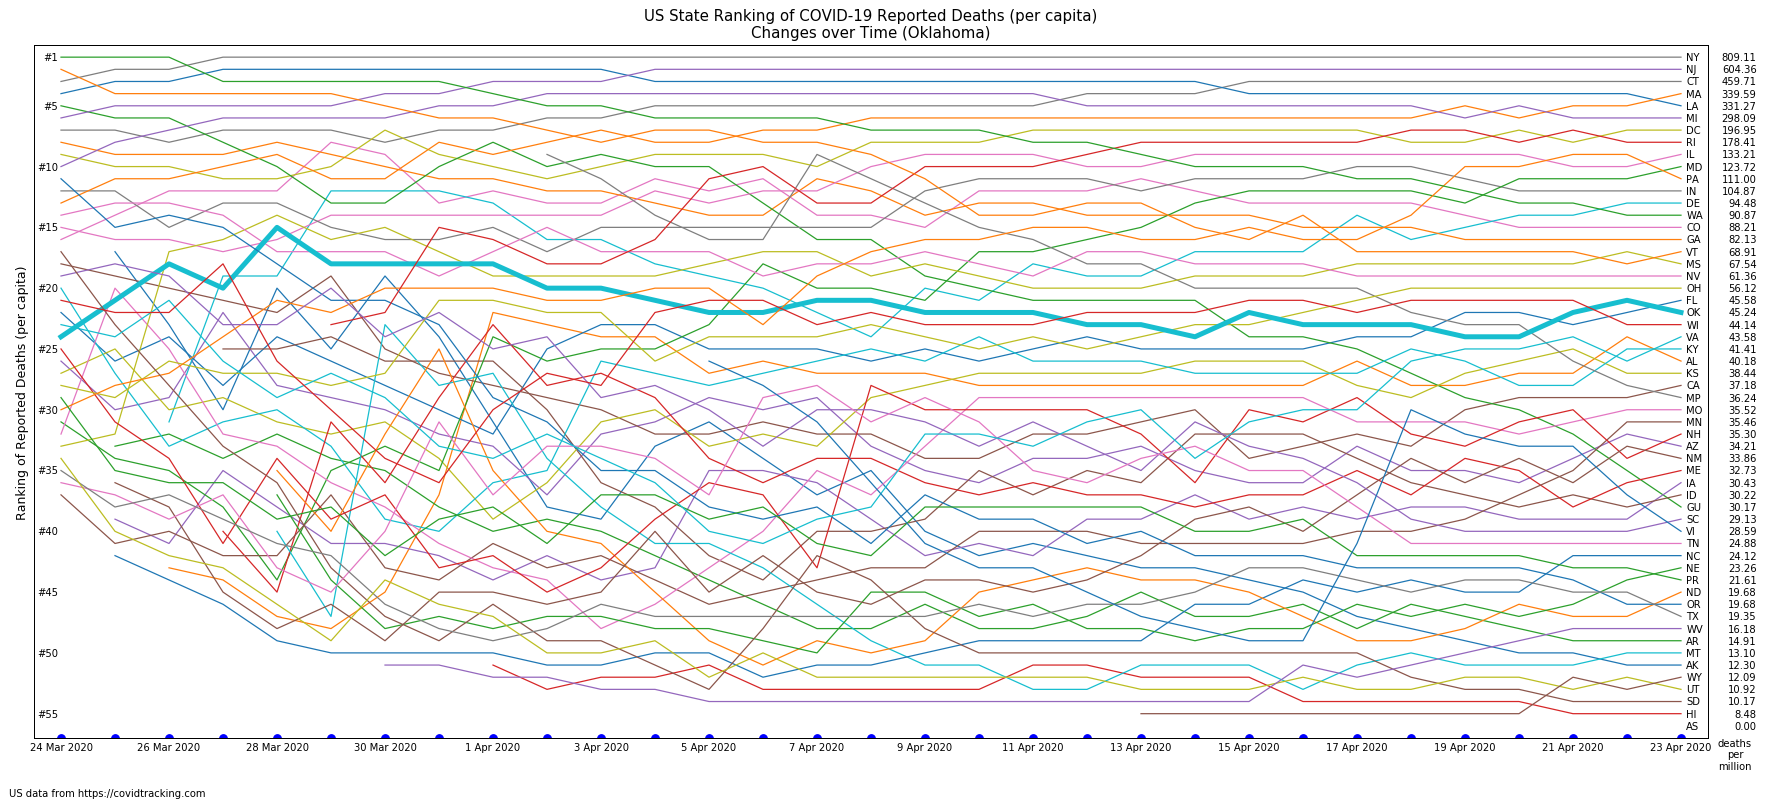 US State Ranking of COVID-19 Reported Deaths (per capita)
Changes over Time (Oklahoma)
Ranking of Reported Deaths (per capita)
#1
#5
#10
#15
#20
#25
#30
#35
#40
#45
#50
#55
NY 809.11
NJ 604.36
CT 459.71
MA 339.59
LA 331.27
MI 298.09
DC 196.95
RI 178.41
IL 133.21
MD 123.72
PA 111.00
IN 104.87
DE 94.48
WA 90.87
CO 88.21
GA 82.13
VT 68.91
MS 67.54
NV 61.36
OH 56.12
FL 45.58
OK 45.24
WI 44.14
VA 43.58
KY 41.41
AL 40.18
KS 38.44
CA 37.18
MP 36.24
MO 35.52
MN 35.46
NH 35.30
AZ 34.21
NM 33.86
ME 32.73
IA 30.43
ID 30.22
GU 30.17
SC 29.13
VI 28.59
TN 24.88
NC 24.12
NE 23.26
PR 21.61
ND 19.68
OR 19.68
TX 19.35
WV 16.18
AR 14.91
MT 13.10
AK 12.30
WY 12.09
UT 10.92
SD 10.17
HI 8.48
AS 0.00
24 Mar 2020 26 Mar 2020 28 Mar 2020 30 Mar 2020 1 Apr 2020 3 Apr 2020 5 Apr 2020 7 Apr 2020 9 Apr 2020 11 Apr 2020 13 Apr 2020 15 Apr 2020 17 Apr 2020 19 Apr 2020 21 Apr 2020 23 Apr 2020
deaths
per
million
US data from https://covidtracking.com